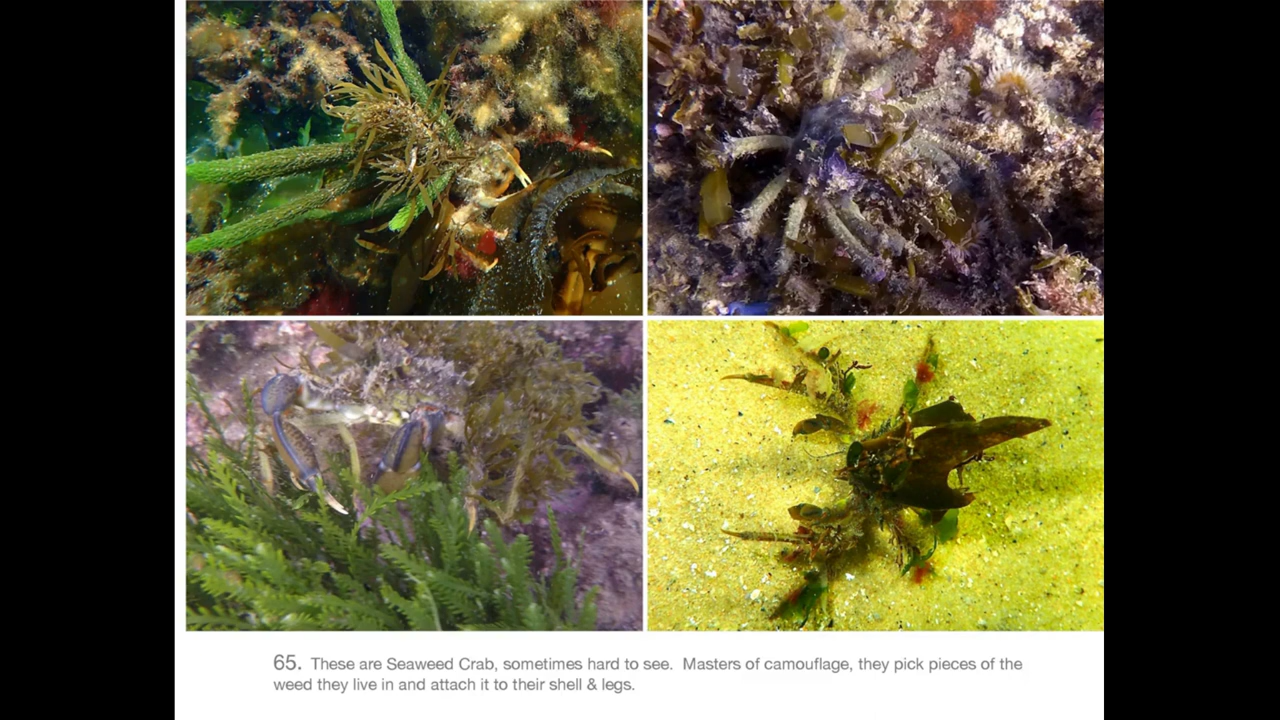 65. These are Seaweed Crab, sometimes hard to see. Masters of camouflage, they pick pieces of the
weed they live in and attach it to their shell & legs.